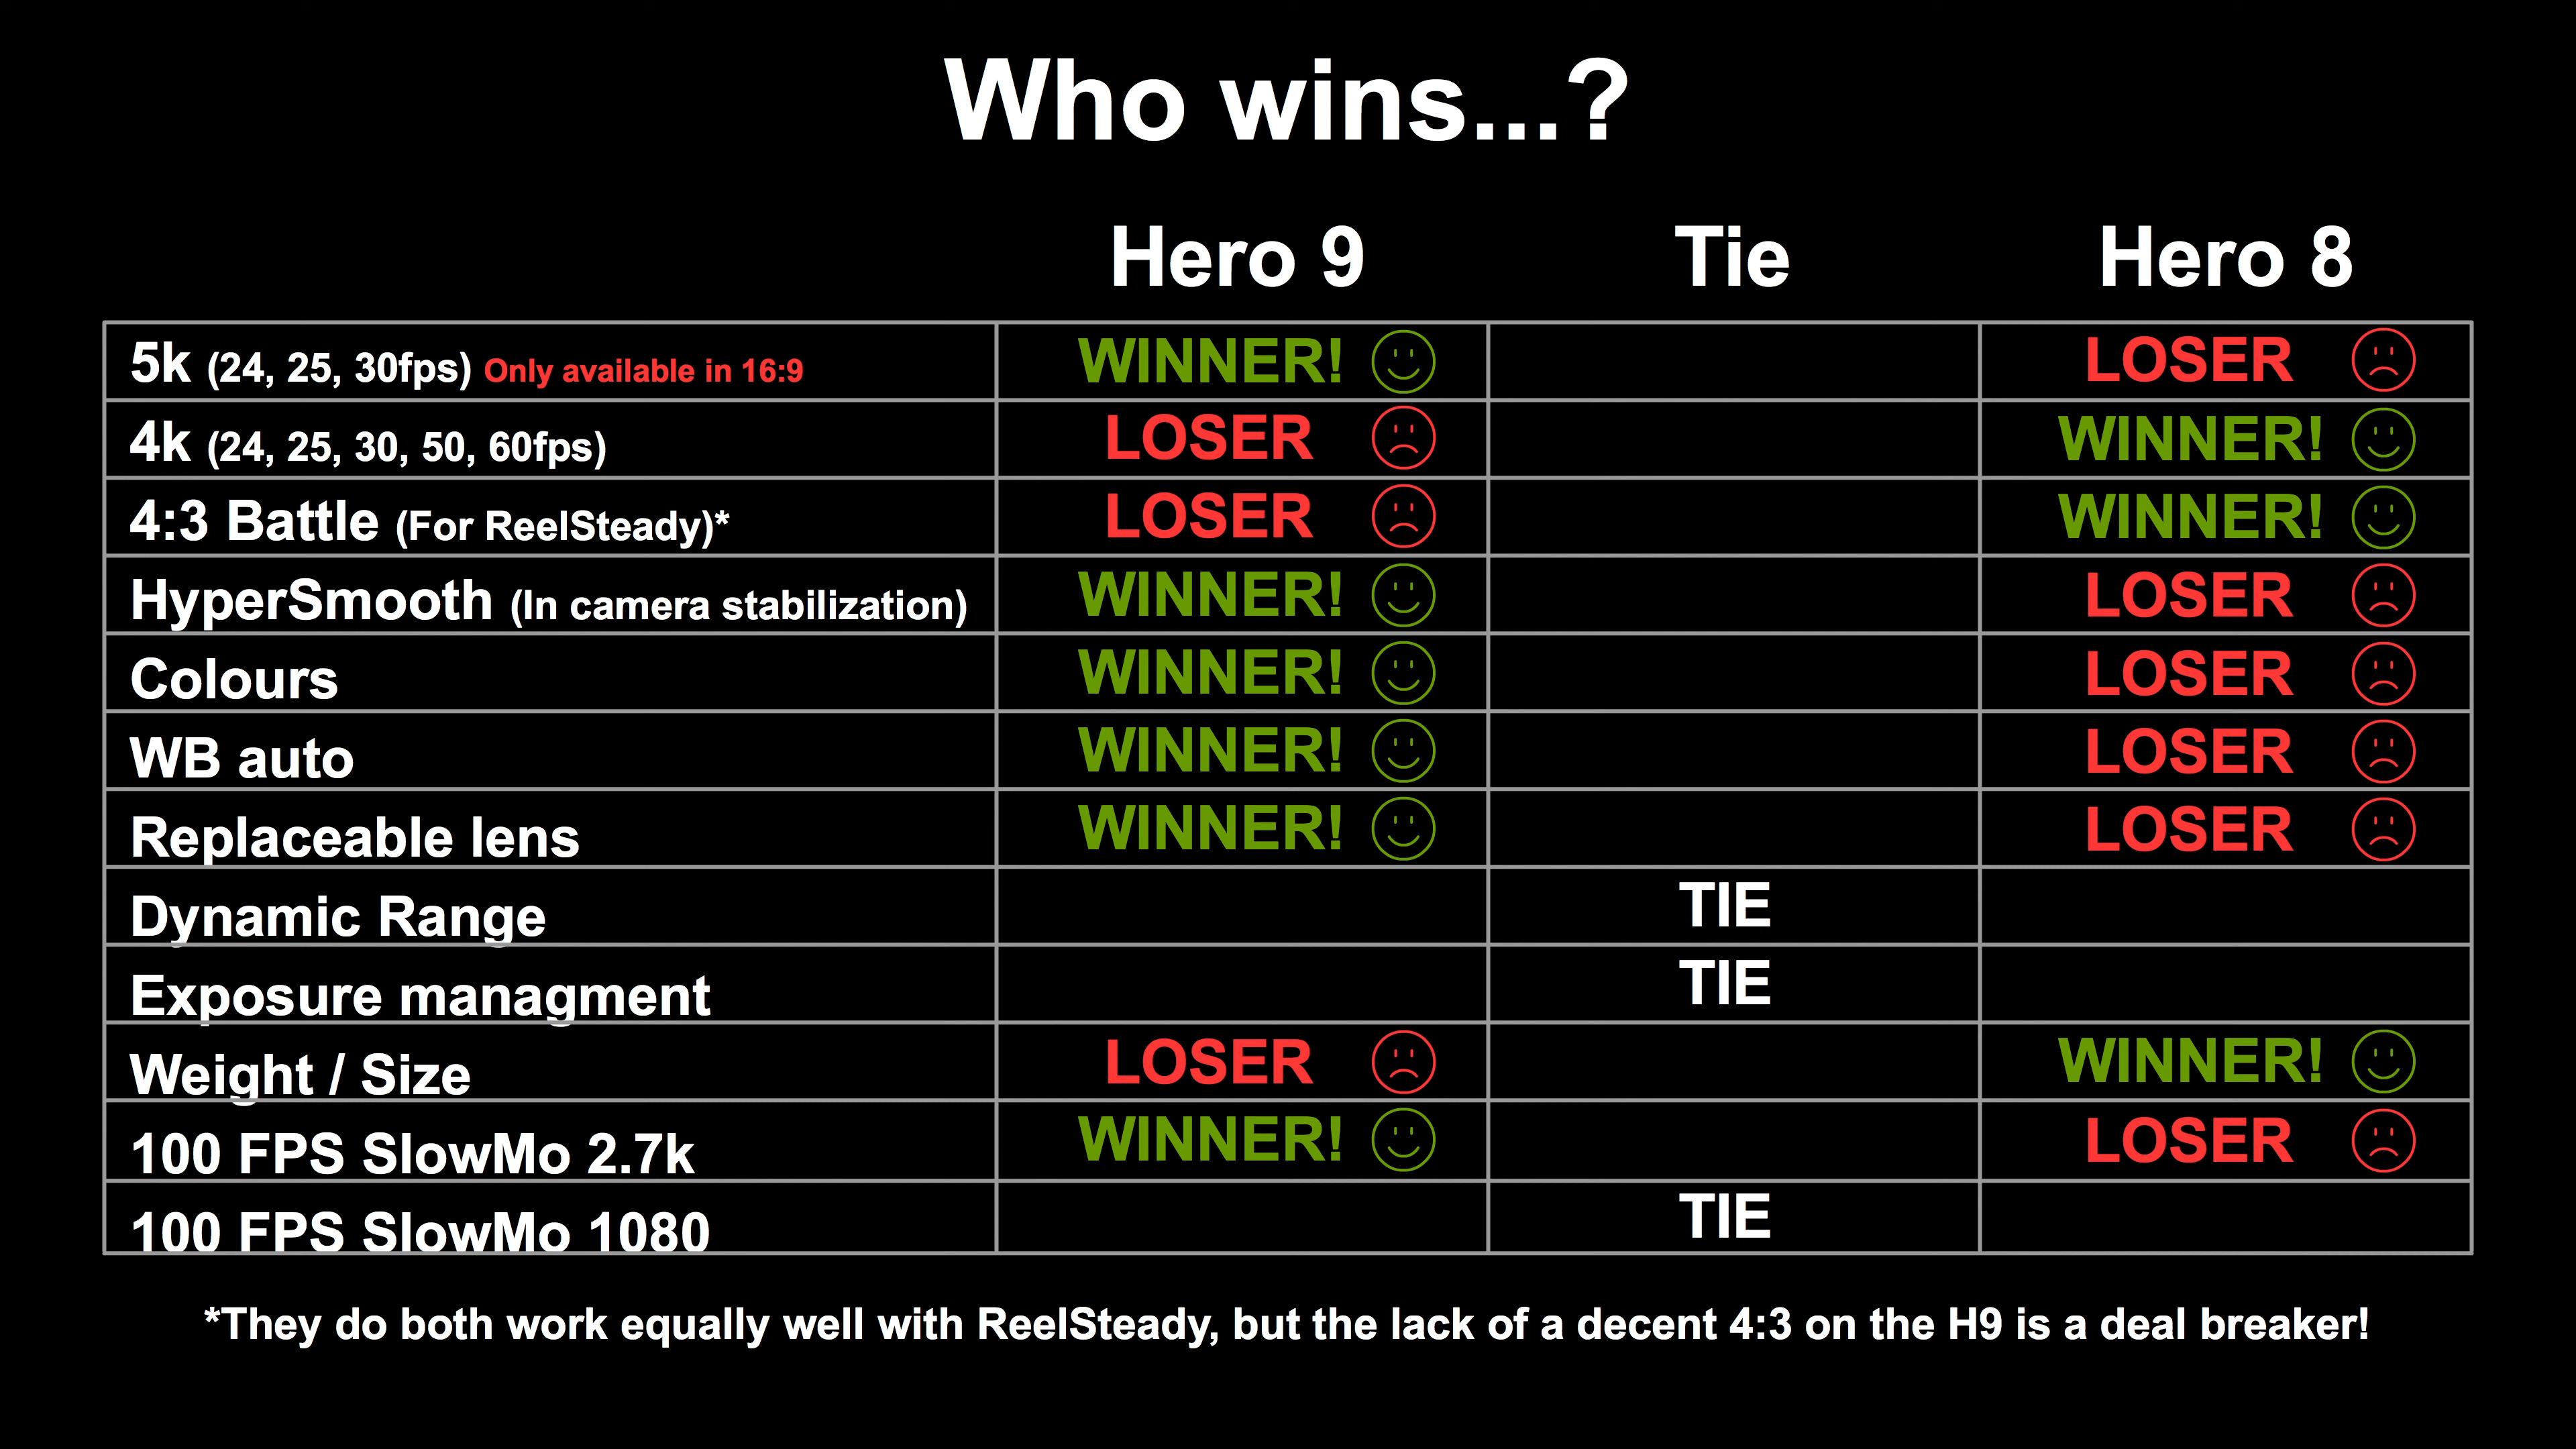 Who wins...?
Hero 9 Tie Hero 8
5k (24, 25, 30fps) Only available in 16:9 WINNER! LOSER
4k (24, 25, 30, 50, 60fps) LOSER WINNER!
4:3 Battle (For ReelSteady)* LOSER WINNER!
HyperSmooth (In camera stabilization) WINNER! LOSER
Colours WINNER! LOSER
WB auto WINNER! LOSER
Replaceable lens WINNER! LOSER
Dynamic Range TIE
Exposure managment TIE
Weight / Size LOSER WINNER!
100 FPS SlowMo 2.7k WINNER! LOSER
100 FPS SlowMo 1080 TIE
*They do both work equally well with ReelSteady, but the lack of a decent 4:3 on the H9 is a deal breaker!